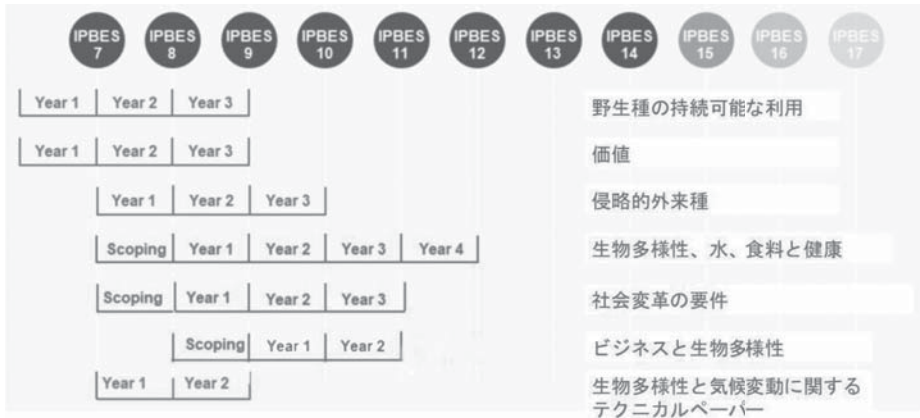 IPBES 7 IPBES 8 IPBES 9 IPBES 10 IPBES 11 IPBES 12 IPBES 13 IPBES 14 IPBES 15 IPBES 16 IPBES 17
Year 1 Year 2 Year 3 野生種の持続可能な利用
Year 1 Year 2 Year 3 価値
Year 1 Year 2 Year 3 侵略的外来種
Scoping Year 1 Year 2 Year 3 Year 4 生物多様性、水、食料と健康
Scoping Year 1 Year 2 Year 3 社会変革の要件
Scoping Year 1 Year 2 ビジネスと生物多様性
Year 1 Year 2 生物多様性と気候変動に関する
テクニカルペーパー